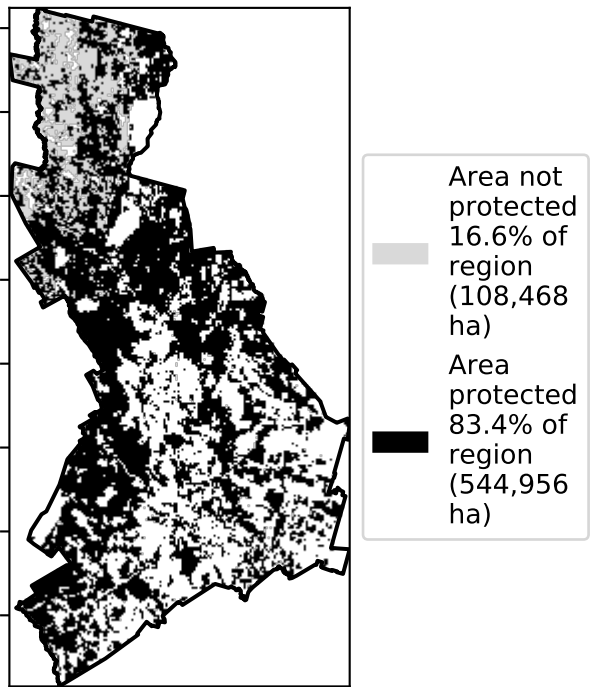 Area not
protected
16.6% of
region
(108,468
ha)
Area
protected
83.4% of
region
(544,956
ha)